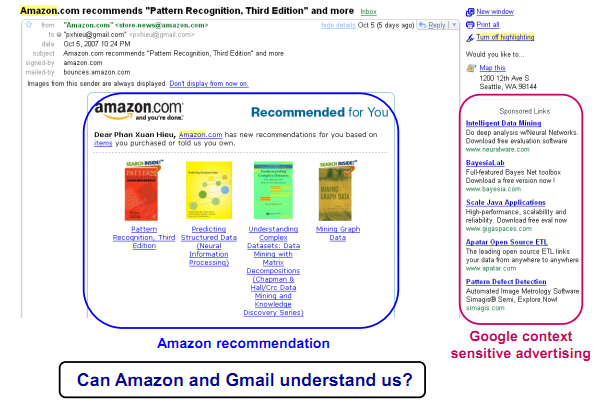 Amazon.com recommends "Pattern Recognition, Third Edition" and more Inbox
from "Amazon.com" <store-news@amazon.com> hide details Oct 5 (5 days ago) Reply
to pxhieu@gmail.com <pxhieu@gmail.com>
date Oct 5, 2007 10:24 PM
subject Amazon.com recommends "Pattern Recognition, Third Edition" and more
signed-by amazon.com
mailed-by bounces.amazon.com
Images from this sender are always displayed. Don't display from now on.
amazon.com
and you're done.
Recommended for You
Dear Phan Xuan Hieu, Amazon.com has new recommendations for you based on
items you purchased or told us you own.
SEARCH INSIDE!
PATTERN
Pattern
Recognition, Third
Edition
Predicting
Structured Data
(Neural
Information
Processing)
SEARCH INSIDE!
Understanding
Complex
Datasets: Data
Mining with
Matrix
Decompositions
(Chapman &
Hall/Crc Data
Mining and
Knowledge
Discovery Series)
SEARCH INSIDE!
MINING
GRAPH DATA
Mining Graph
Data
New window
Print all
Turn off highlighting
Would you like to...
Map this
1200 12th Ave S
Seattle, WA 98144
Sponsored Links
Intelligent Data Mining
Do deep analysis w/Neural Networks.
Download free evaluation software
www.neuralware.com
BayesiaLab
Full-featured Bayes Net toolbox
Download a free version now !
www.bayesia.com
Scale Java Applications
High-performance, scalability and
reliability. Download free eval now
www.gigaspaces.com
Apatar Open Source ETL
The leading open source ETL links
your data from anywhere to anywhere
www.apatar.com
Pattern Defect Detection
Automated Image Metrology Software
Simagis® Semi, Explore Now!
simagis.com
Amazon recommendation
Google context
sensitive advertising
Can Amazon and Gmail understand us?